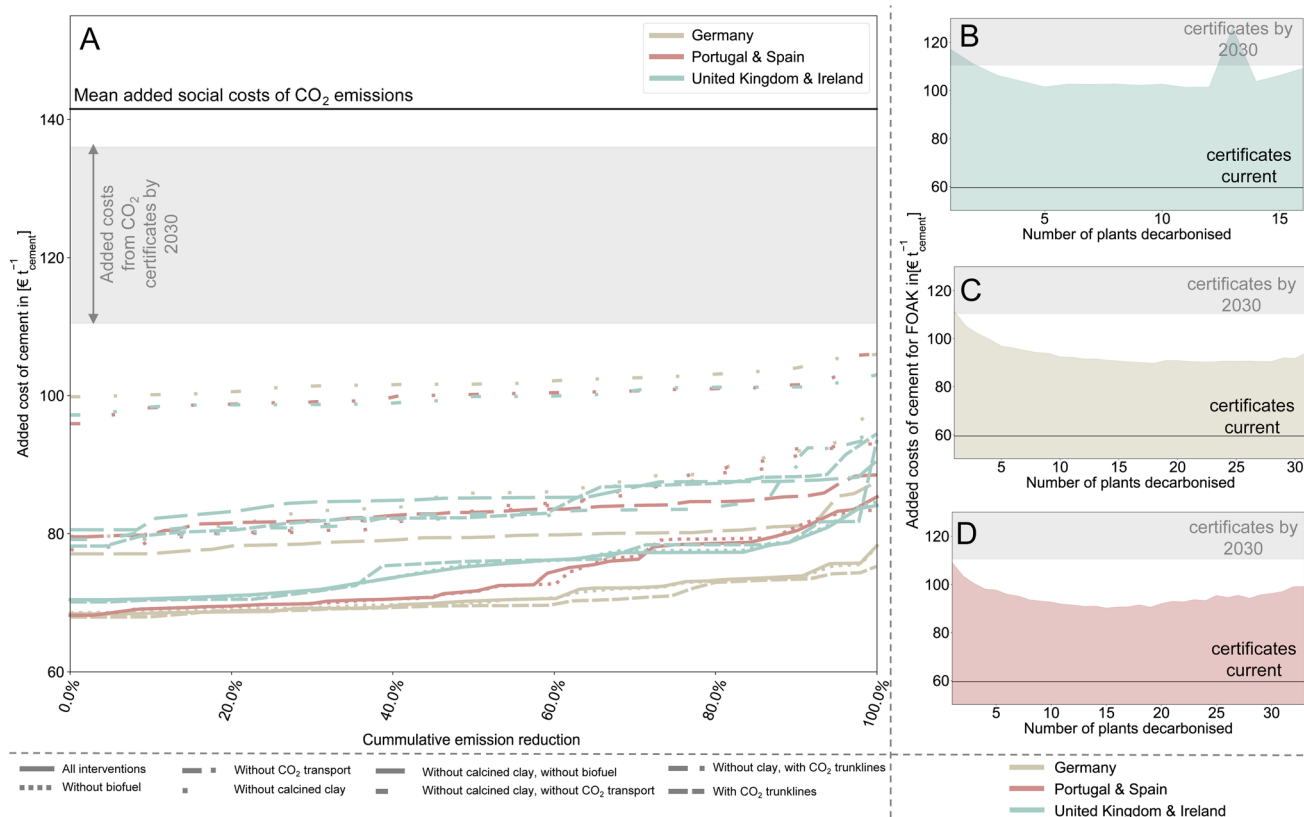 A
Germany
Portugal & Spain
United Kingdom & Ireland
Mean added social costs of CO₂ emissions
140
130
120
110
100
80
60
Added cost of cement in [€ t⁻¹cement]
Added costs
from CO₂
certificates by
2030
0.0%
20.0%
40.0%
60.0%
80.0%
100.0%
Cummulative emission reduction
B
certificates by
2030
certificates
current
120
100
80
60
5
10
15
Number of plants decarbonised
Added costs of cement for FOAK in[€ t⁻¹cement]
C
certificates by
2030
certificates
current
120
100
80
60
5
10
15
20
25
30
Number of plants decarbonised
D
certificates by
2030
certificates
current
120
100
80
60
5
10
15
20
25
30
Number of plants decarbonised
All interventions
Without biofuel
Without CO₂ transport
Without calcined clay
Without calcined clay, without biofuel
Without calcined clay, without CO₂ transport
Without clay, with CO₂ trunklines
With CO₂ trunklines
Germany
Portugal & Spain
United Kingdom & Ireland